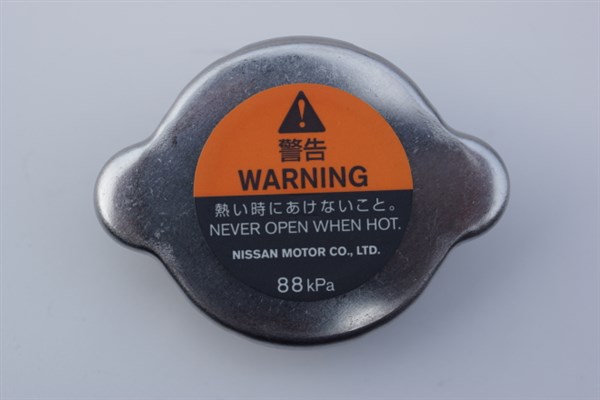 警告
WARNING
熱い時にあけないこと。
NEVER OPEN WHEN HOT.
NISSAN MOTOR CO., LTD.
88kPa